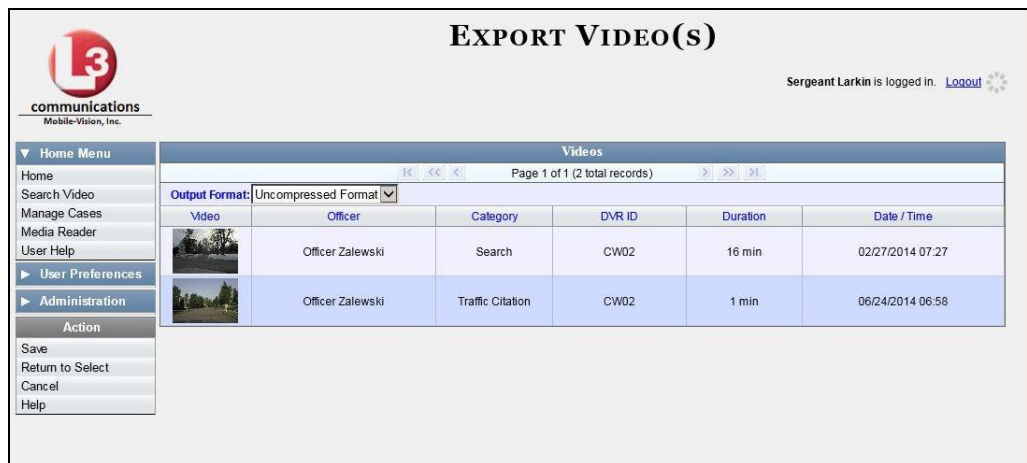 EXPORT VIDEO(S)
L3
communications
Mobile-Vision, Inc.
Sergeant Larkin is logged in. Logout
▼ Home Menu
Home
Search Video
Manage Cases
Media Reader
User Help
▶ User Preferences
▶ Administration
Action
Save
Return to Select
Cancel
Help
Videos
|< << < Page 1 of 1 (2 total records) > >> >|
Output Format: Uncompressed Format
Video Officer Category DVR ID Duration Date / Time
Officer Zalewski Search CW02 16 min 02/27/2014 07:27
Officer Zalewski Traffic Citation CW02 1 min 06/24/2014 06:58